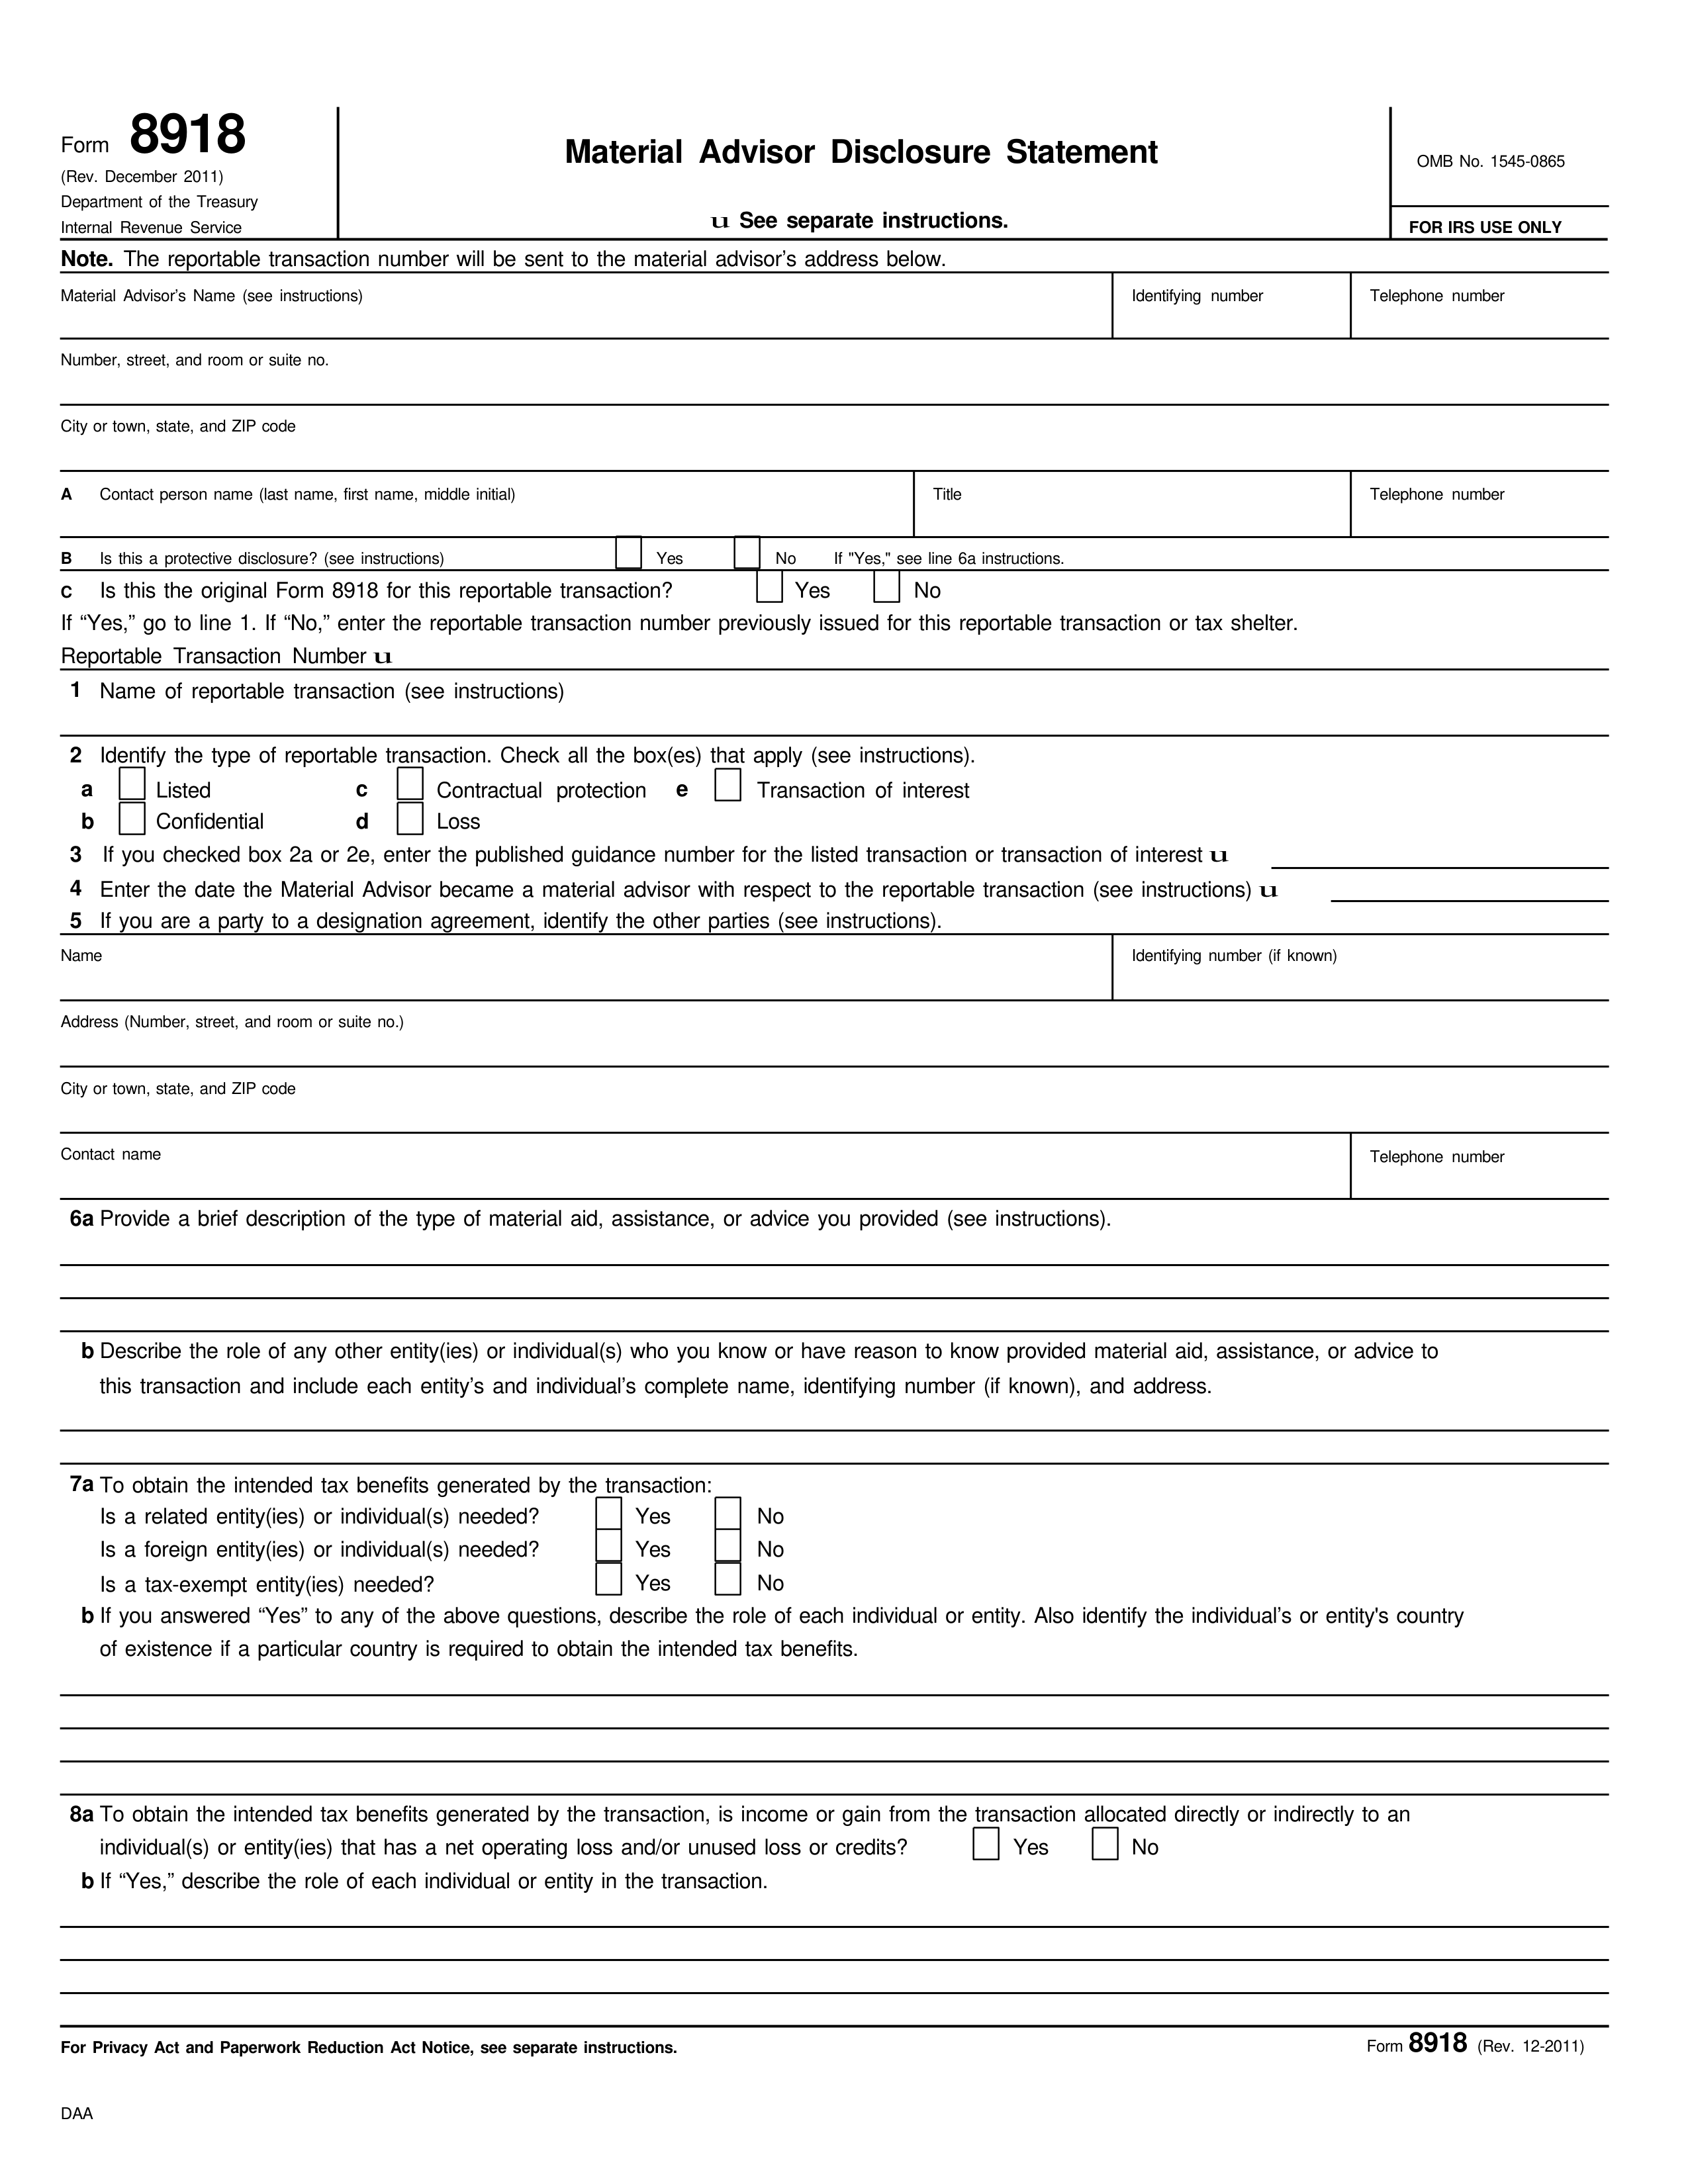 Form 8918
(Rev. December 2011)
Department of the Treasury
Internal Revenue Service
Material Advisor Disclosure Statement
u See separate instructions.
OMB No. 1545-0865
FOR IRS USE ONLY
Note. The reportable transaction number will be sent to the material advisor’s address below.
Material Advisor’s Name (see instructions) Identifying number Telephone number
Number, street, and room or suite no.
City or town, state, and ZIP code
A Contact person name (last name, first name, middle initial) Title Telephone number
B Is this a protective disclosure? (see instructions) Yes No If "Yes," see line 6a instructions.
C Is this the original Form 8918 for this reportable transaction? Yes No
If “Yes,” go to line 1. If “No,” enter the reportable transaction number previously issued for this reportable transaction or tax shelter.
Reportable Transaction Number u
1 Name of reportable transaction (see instructions)
2 Identify the type of reportable transaction. Check all the box(es) that apply (see instructions).
a Listed c Contractual protection e Transaction of interest
b Confidential d Loss
3 If you checked box 2a or 2e, enter the published guidance number for the listed transaction or transaction of interest u
4 Enter the date the Material Advisor became a material advisor with respect to the reportable transaction (see instructions) u
5 If you are a party to a designation agreement, identify the other parties (see instructions).
Name Identifying number (if known)
Address (Number, street, and room or suite no.)
City or town, state, and ZIP code
Contact name Telephone number
6a Provide a brief description of the type of material aid, assistance, or advice you provided (see instructions).
b Describe the role of any other entity(ies) or individual(s) who you know or have reason to know provided material aid, assistance, or advice to
this transaction and include each entity’s and individual’s complete name, identifying number (if known), and address.
7a To obtain the intended tax benefits generated by the transaction:
Is a related entity(ies) or individual(s) needed? Yes No
Is a foreign entity(ies) or individual(s) needed? Yes No
Is a tax-exempt entity(ies) needed? Yes No
b If you answered “Yes” to any of the above questions, describe the role of each individual or entity. Also identify the individual’s or entity's country
of existence if a particular country is required to obtain the intended tax benefits.
8a To obtain the intended tax benefits generated by the transaction, is income or gain from the transaction allocated directly or indirectly to an
individual(s) or entity(ies) that has a net operating loss and/or unused loss or credits? Yes No
b If “Yes,” describe the role of each individual or entity in the transaction.
For Privacy Act and Paperwork Reduction Act Notice, see separate instructions. Form 8918 (Rev. 12-2011)
DAA